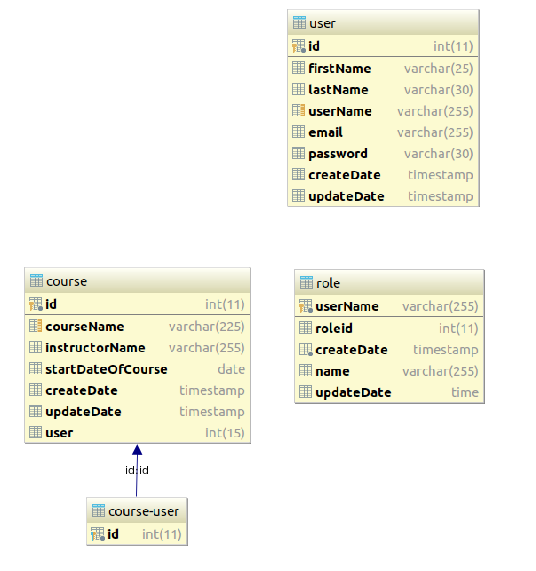 user
id int(11)
firstName varchar(25)
lastName varchar(30)
userName varchar(255)
email varchar(255)
password varchar(30)
createDate timestamp
updateDate timestamp
course
id int(11)
courseName varchar(225)
instructorName varchar(255)
startDateOfCourse date
createDate timestamp
updateDate timestamp
user int(15)
role
userName varchar(255)
roleid int(11)
createDate timestamp
name varchar(255)
updateDate time
id:id
course-user
id int(11)